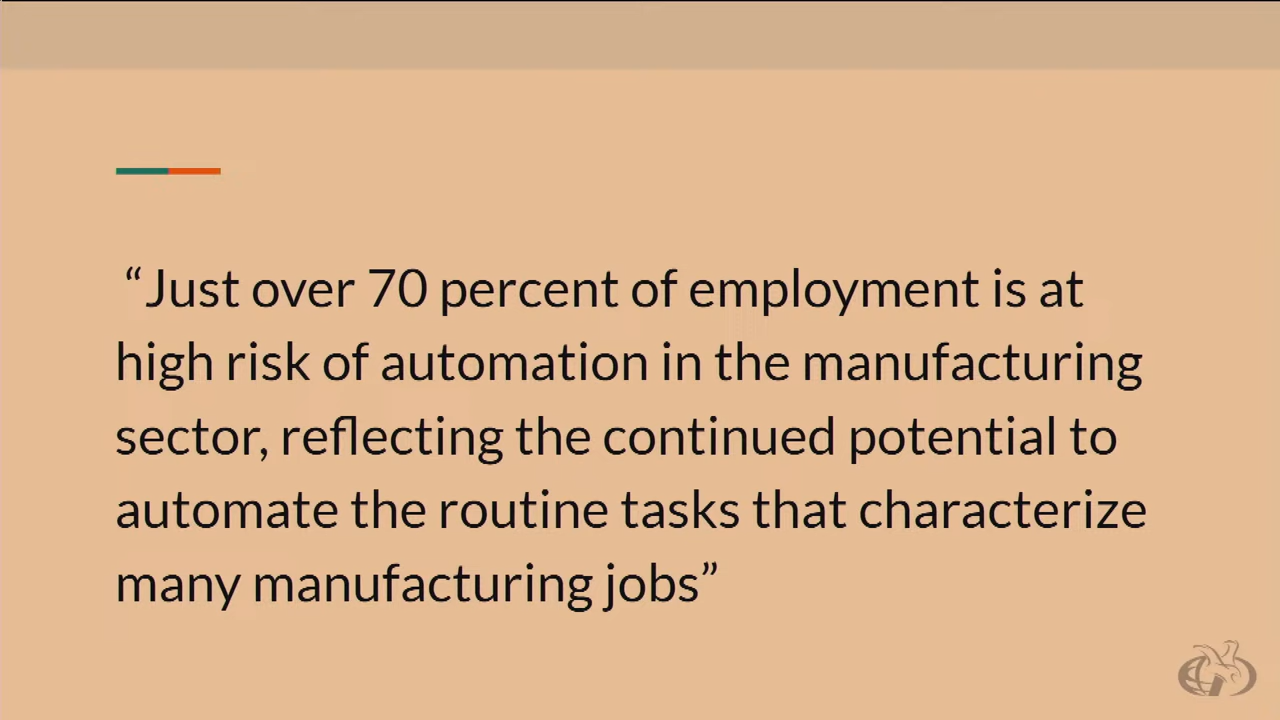 “Just over 70 percent of employment is at
high risk of automation in the manufacturing
sector, reflecting the continued potential to
automate the routine tasks that characterize
many manufacturing jobs”